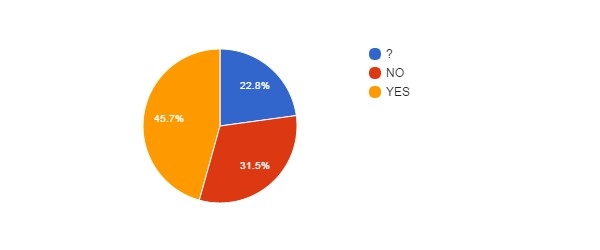 ?
NO
YES
22.8%
45.7%
31.5%